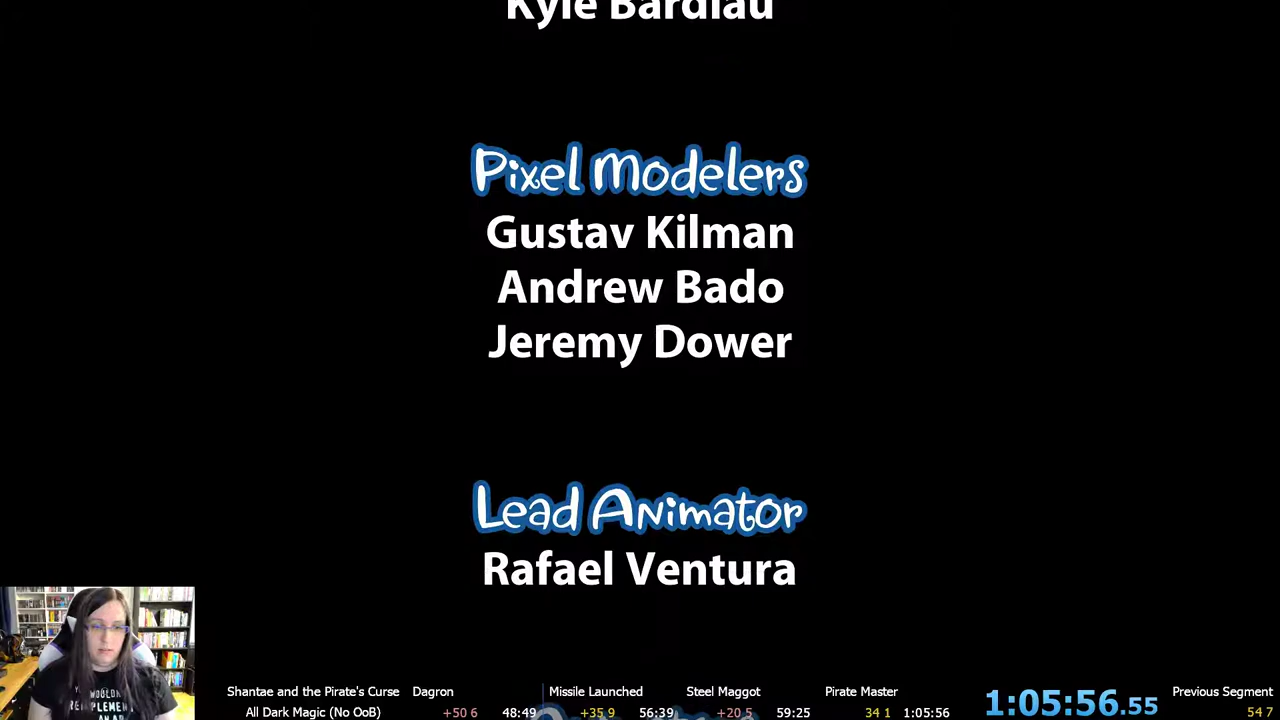 Kyle Bardiau
Pixel Modelers
Gustav Kilman
Andrew Bado
Jeremy Dower
Lead Animator
Rafael Ventura
Shantae and the Pirate's Curse
All Dark Magic (No OoB)
Dagron
+50 6 48:49
Missile Launched
+35 9 56:39
Steel Maggot
+20 5 59:25
Pirate Master
34 1 1:05:56
1:05:56.55
Previous Segment
54 7